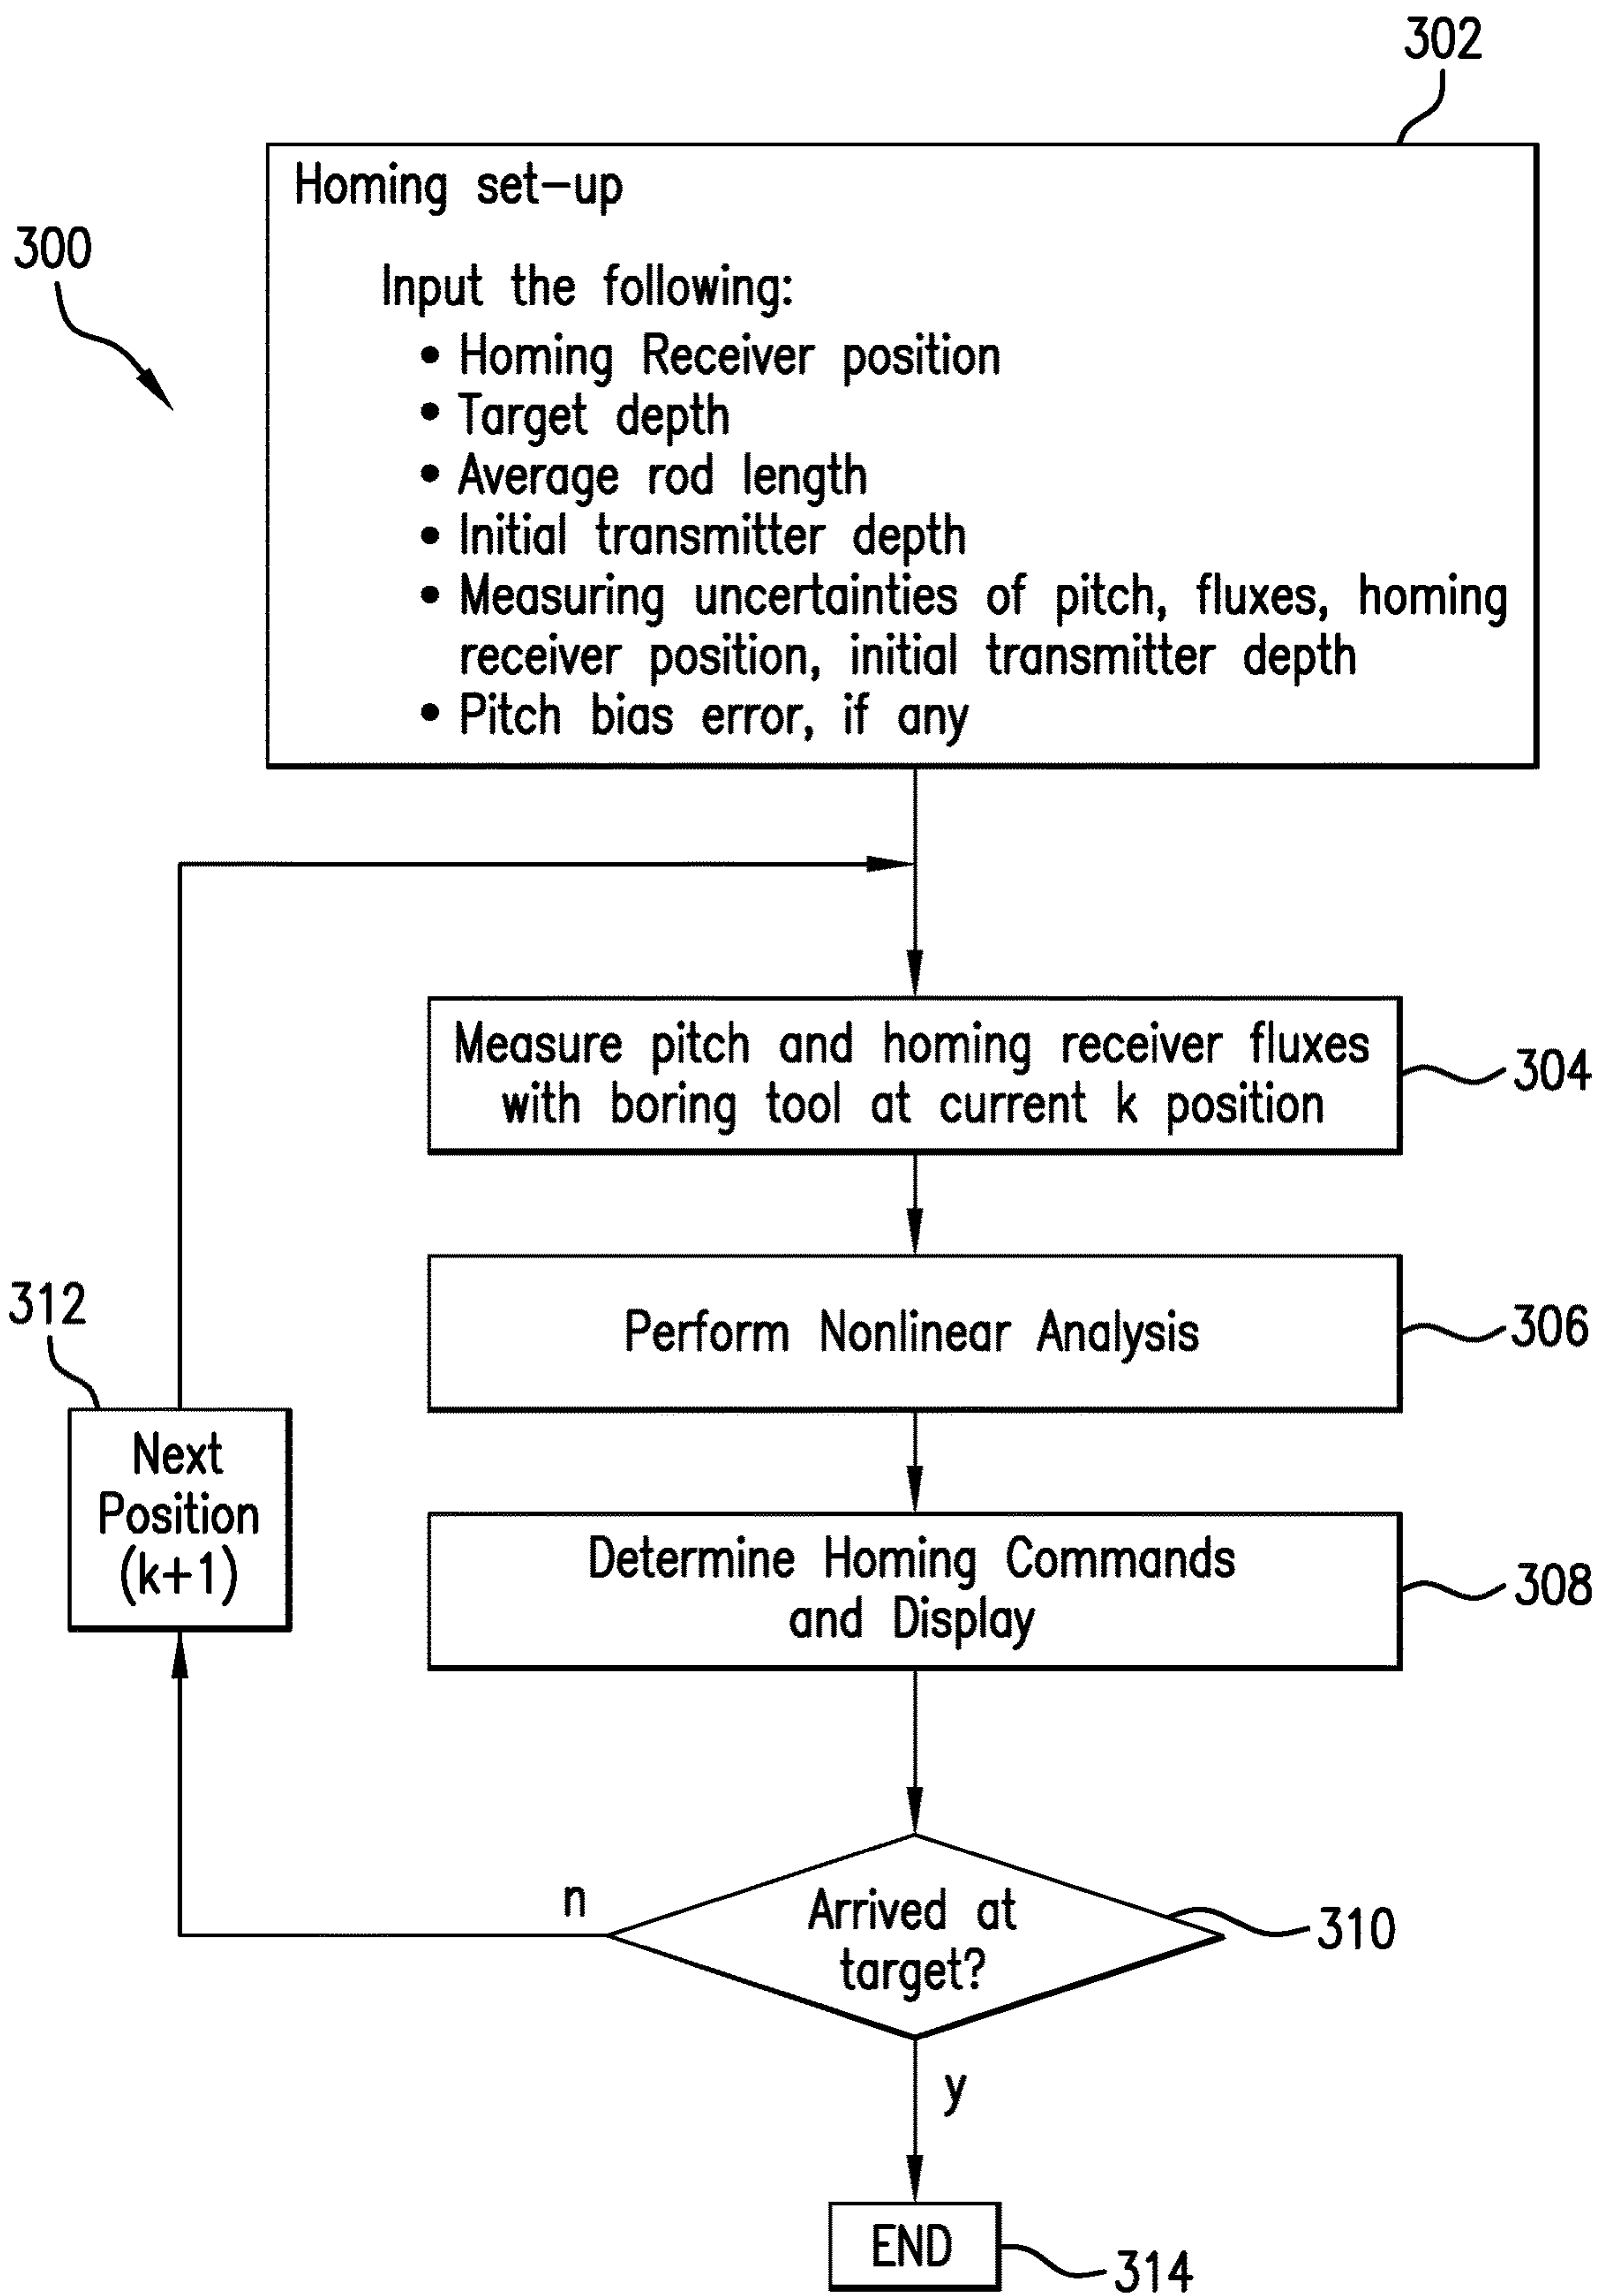 302
300
Homing set-up
Input the following:
• Homing Receiver position
• Target depth
• Average rod length
• Initial transmitter depth
• Measuring uncertainties of pitch, fluxes, homing
receiver position, initial transmitter depth
• Pitch bias error, if any
Measure pitch and homing receiver fluxes
with boring tool at current k position
304
Perform Nonlinear Analysis
306
312
Next
Position
(k+1)
Determine Homing Commands
and Display
308
n
Arrived at
target?
310
y
END
314